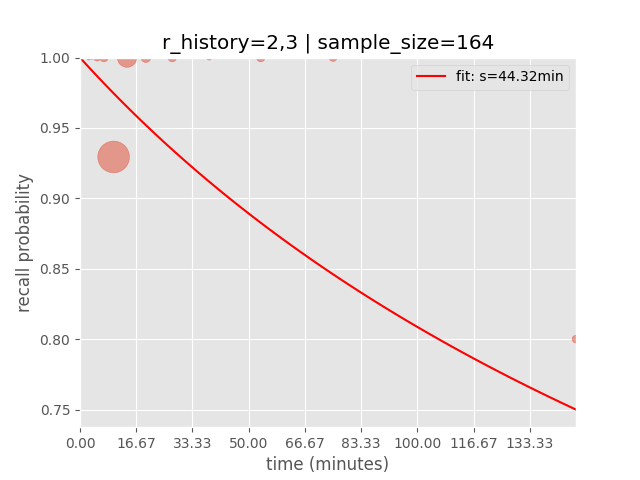 r_history=2,3 | sample_size=164
fit: s=44.32min
recall probability
1.00
0.95
0.90
0.85
0.80
0.75
0.00 16.67 33.33 50.00 66.67 83.33 100.00 116.67 133.33
time (minutes)